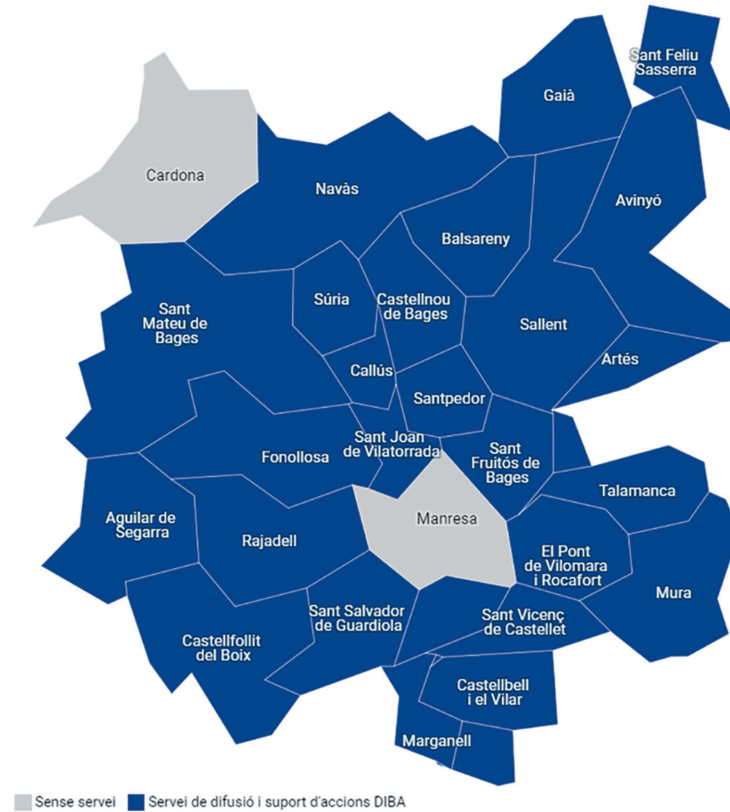 Sant Feliu
Sasserra
Gaià
Cardona
Navàs
Avinyó
Balsareny
Súria
Castellnou
de Bages
Sant
Mateu de
Bages
Sallent
Artés
Callús
Santpedor
Sant Joan
de Vilatorrada
Fonollosa
Sant
Fruitós de
Bages
Talamanca
Aguilar de
Segarra
Manresa
Rajadell
El Pont
de Vilomara
i Rocafort
Mura
Sant Salvador
de Guardiola
Sant Vicenç
de Castellet
Castellfollit
del Boix
Castellbell
i el Vilar
Marganell
Sense servei
Servei de difusió i suport d'accions DIBA